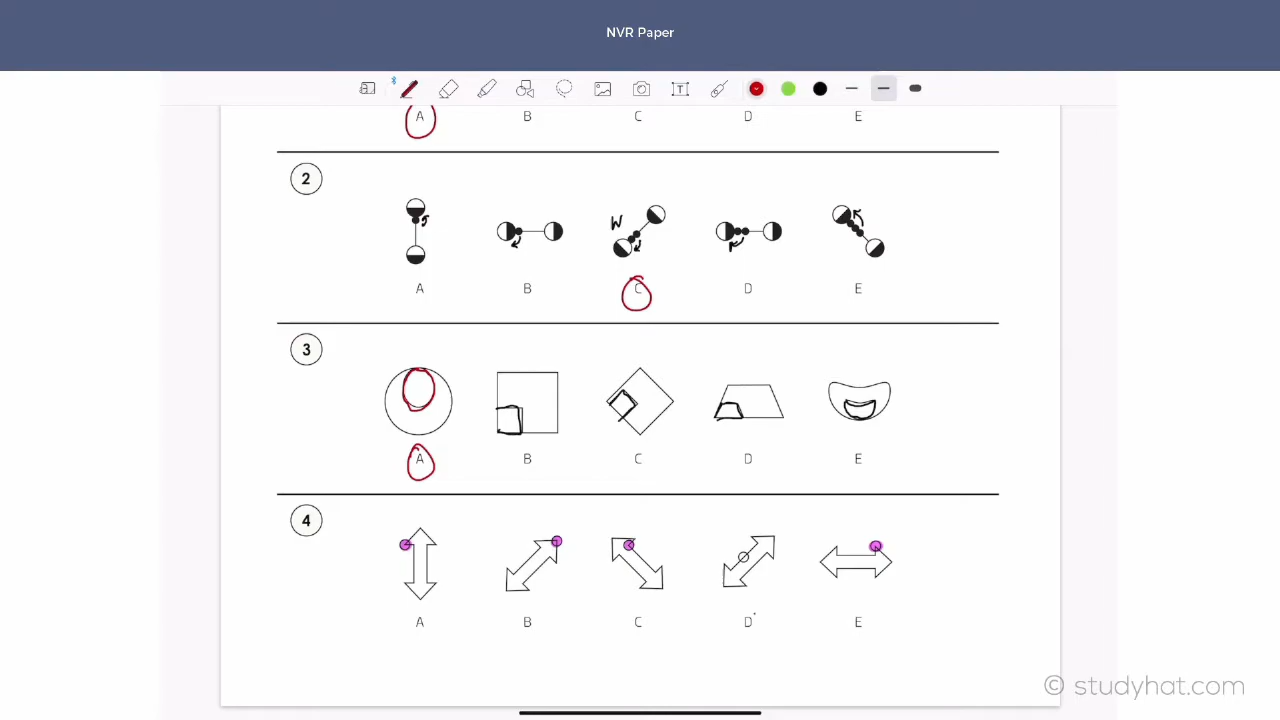 NVR Paper
T
A B C D E
2
W
A B C D E
3
A B C D E
4
A B C D E
© studyhat.com